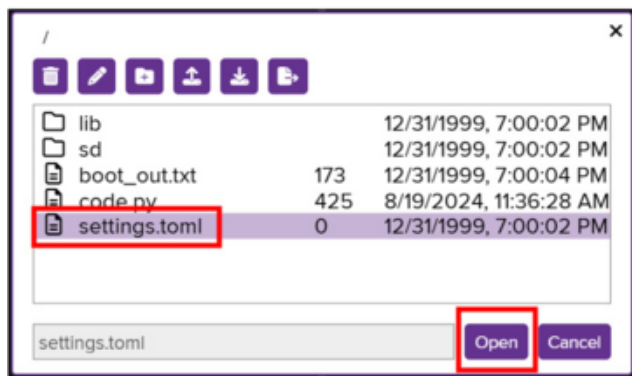 /
lib 12/31/1999, 7:00:02 PM
sd 12/31/1999, 7:00:02 PM
boot_out.txt 173 12/31/1999, 7:00:04 PM
code.py 425 8/19/2024, 11:36:28 AM
settings.toml 0 12/31/1999, 7:00:02 PM
settings.toml Open Cancel